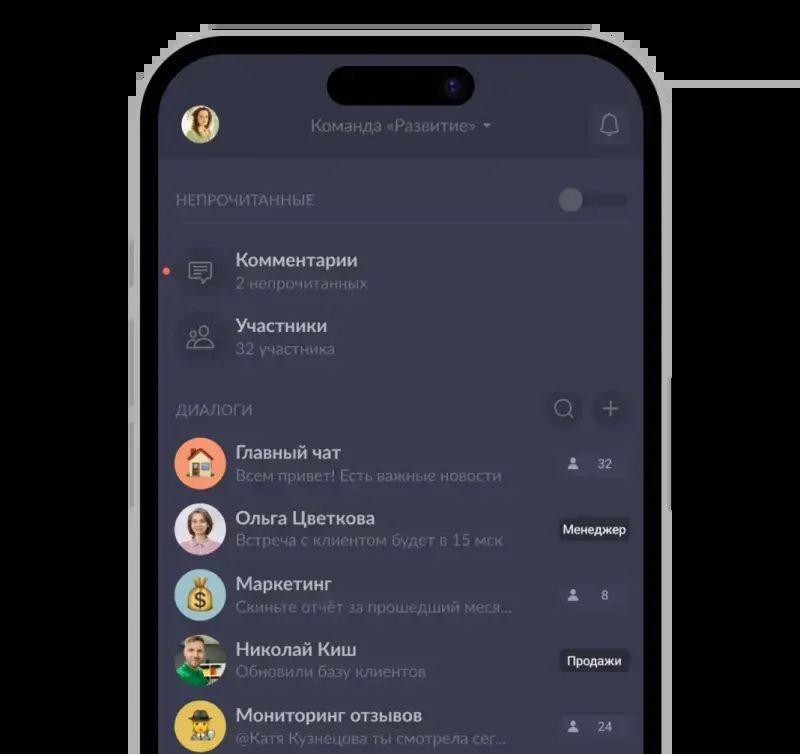 Команда «Развитие»
НЕПРОЧИТАННЫЕ
Комментарии
2 непрочитанных
Участники
32 участника
ДИАЛОГИ
Главный чат
Всем привет! Есть важные новости
32
Ольга Цветкова
Встреча с клиентом будет в 15 мск
Менеджер
Маркетинг
Скиньте отчёт за прошедший меся...
8
Николай Киш
Обновили базу клиентов
Продажи
Мониторинг отзывов
@Катя Кузнецова ты смотрела сег...
24